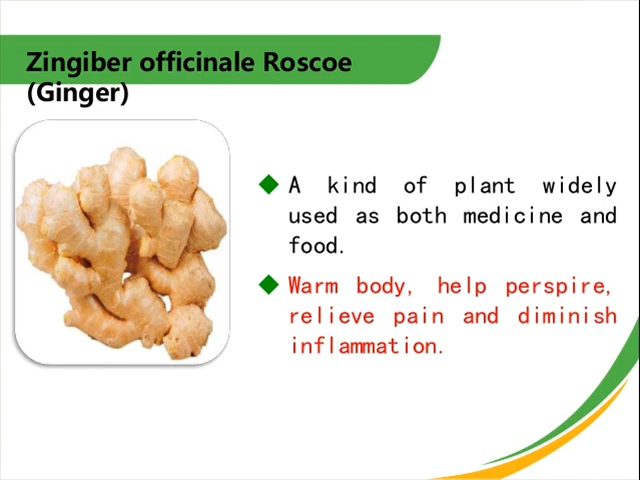 Zingiber officinale Roscoe
(Ginger)
A kind of plant widely
used as both medicine and
food.
Warm body, help perspire,
relieve pain and diminish
inflammation.